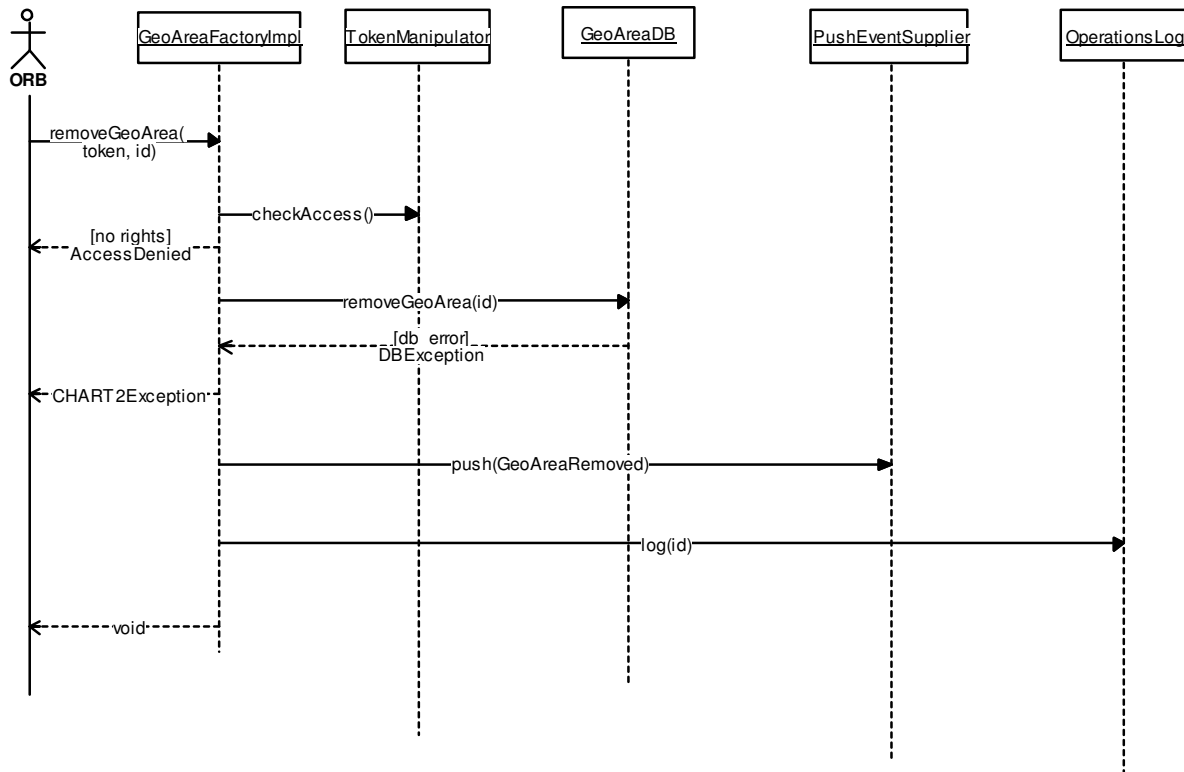 GeoAreaFactoryImpl
TokenManipulator
GeoAreaDB
PushEventSupplier
OperationsLog
ORB
removeGeoArea(
token, id)
checkAccess()
[no rights]
AccessDenied
removeGeoArea(id)
[db error]
DBException
CHART2Exception
push(GeoAreaRemoved)
log(id)
void